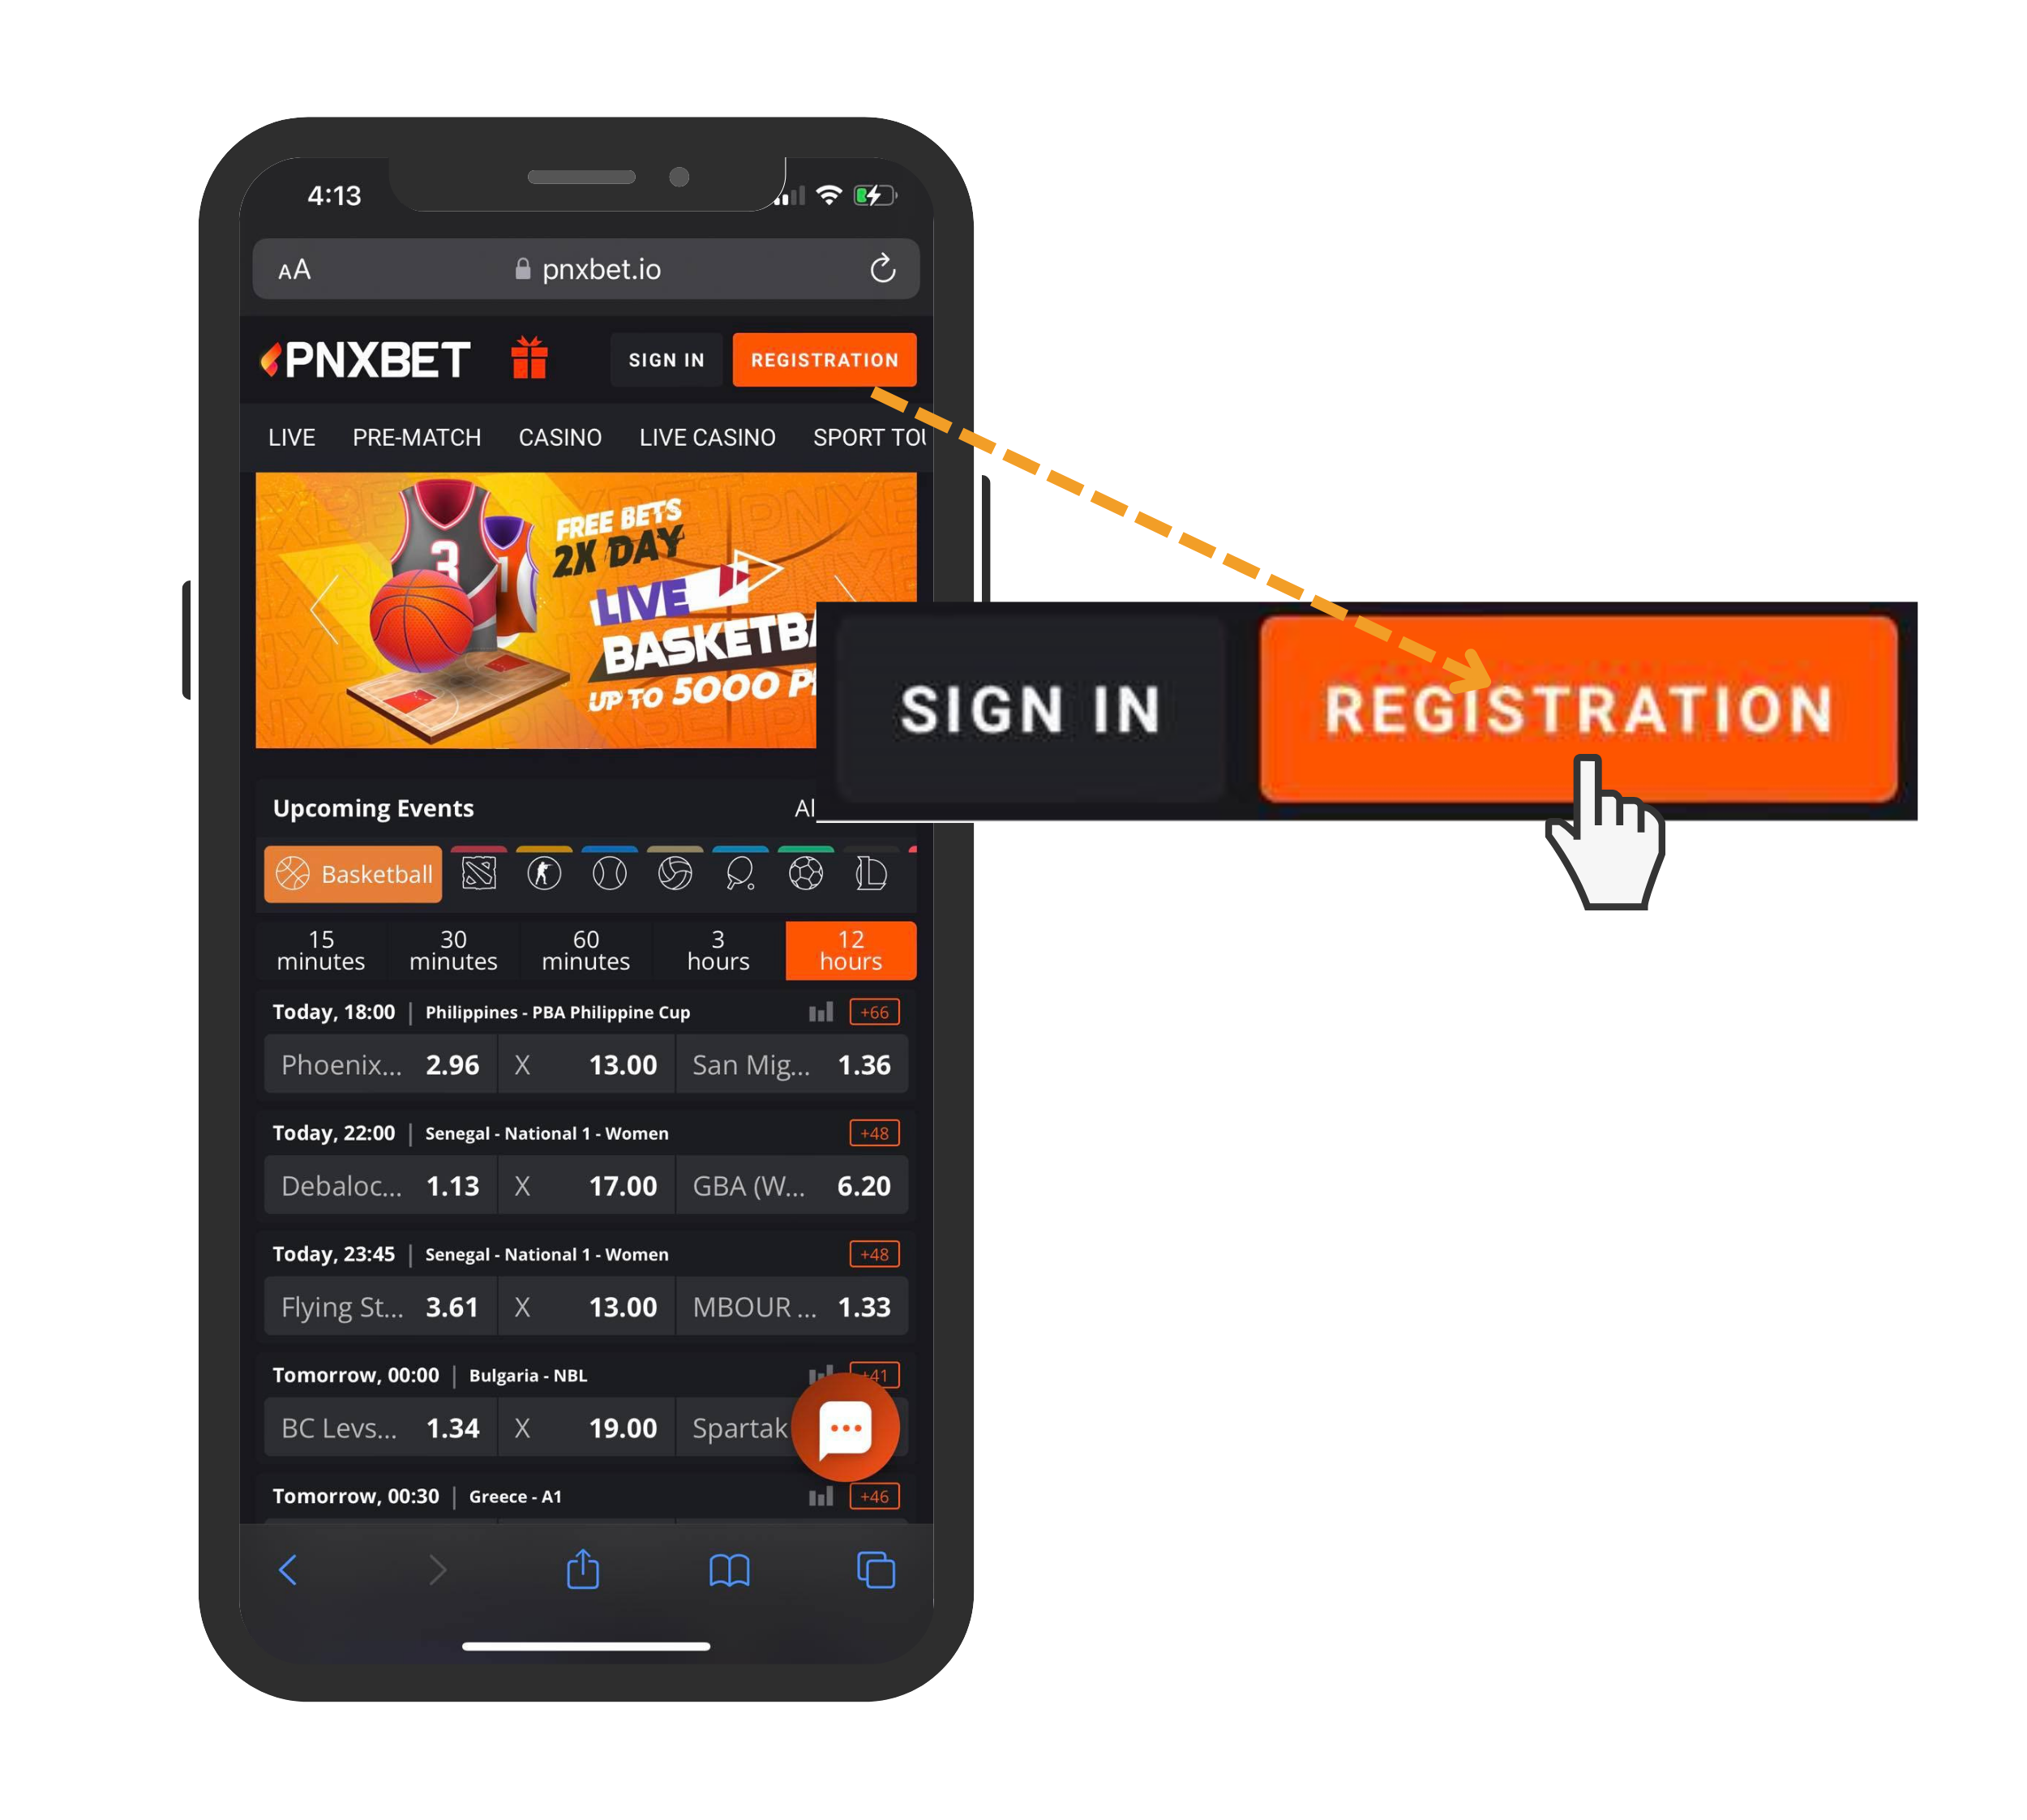 4:13
AA pnxbet.io
PNXBET SIGN IN REGISTRATION
LIVE PRE-MATCH CASINO LIVE CASINO SPORT
FREE BETS
2X DAY
LIVE
UP TO 5000
SIGN IN REGISTRATION
Upcoming Events
Basketball
15 minutes 30 minutes 60 minutes 3 hours 12 hours
Today, 18:00 | Philippines - PBA Philippine Cup +66
Phoenix... 2.96 X 13.00 San Mig... 1.36
Today, 22:00 | Senegal - National 1 - Women +48
Debaloc... 1.13 X 17.00 GBA (W... 6.20
Today, 23:45 | Senegal - National 1 - Women +48
Flying St... 3.61 X 13.00 MBOUR ... 1.33
Tomorrow, 00:00 | Bulgaria - NBL +41
BC Levs... 1.34 X 19.00 Spartak
Tomorrow, 00:30 | Greece - A1 +46